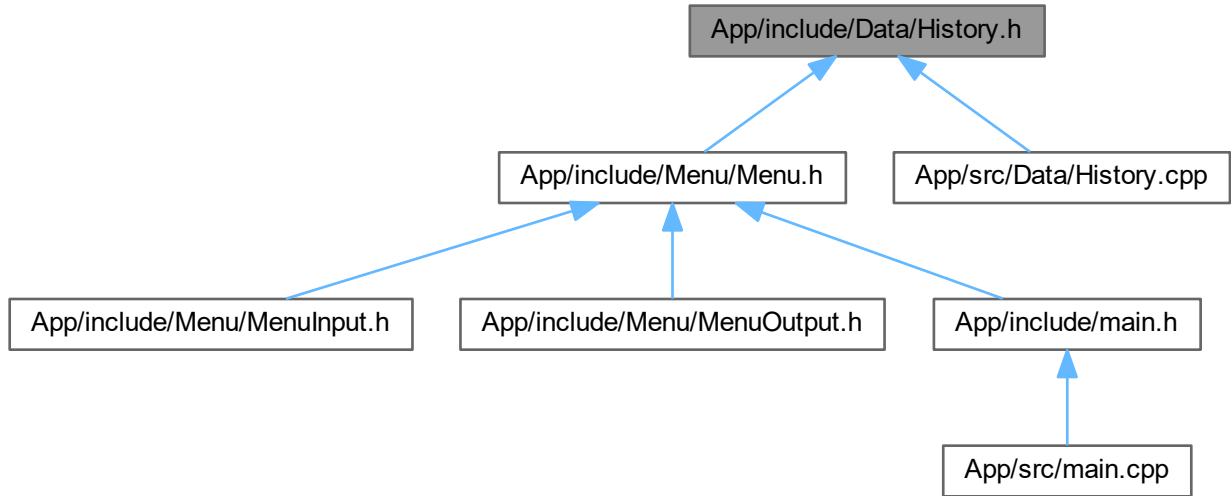 App/include/Data/History.h
App/include/Menu/Menu.h
App/src/Data/History.cpp
App/include/Menu/MenuInput.h
App/include/Menu/MenuOutput.h
App/include/main.h
App/src/main.cpp